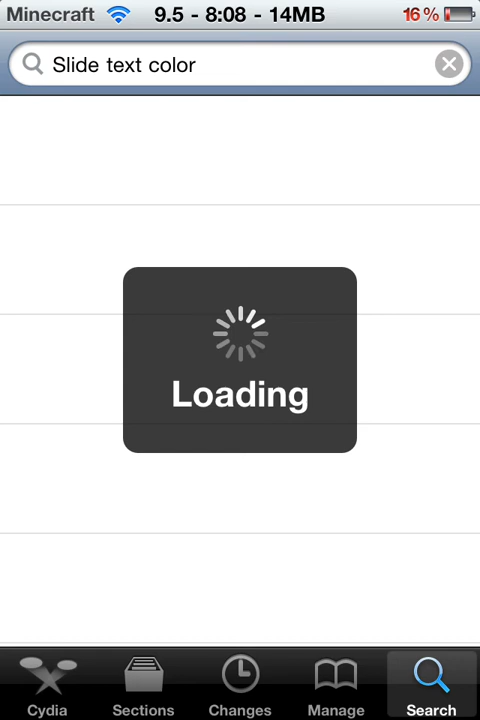 Minecraft 9.5 - 8:08 - 14MB 16%
Slide text color
Loading
Cydia Sections Changes Manage Search